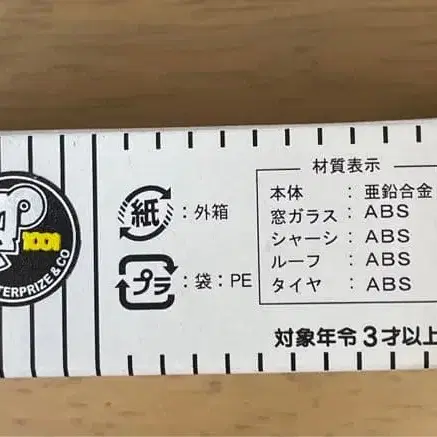 材質表示
本体 : 亜鉛合金
窓ガラス : ABS
シャーシ : ABS
ルーフ : ABS
タイヤ : ABS
紙 : 外箱
プラ : 袋 : PE
対象年令3才以上
1001
TERPRIZE & CO